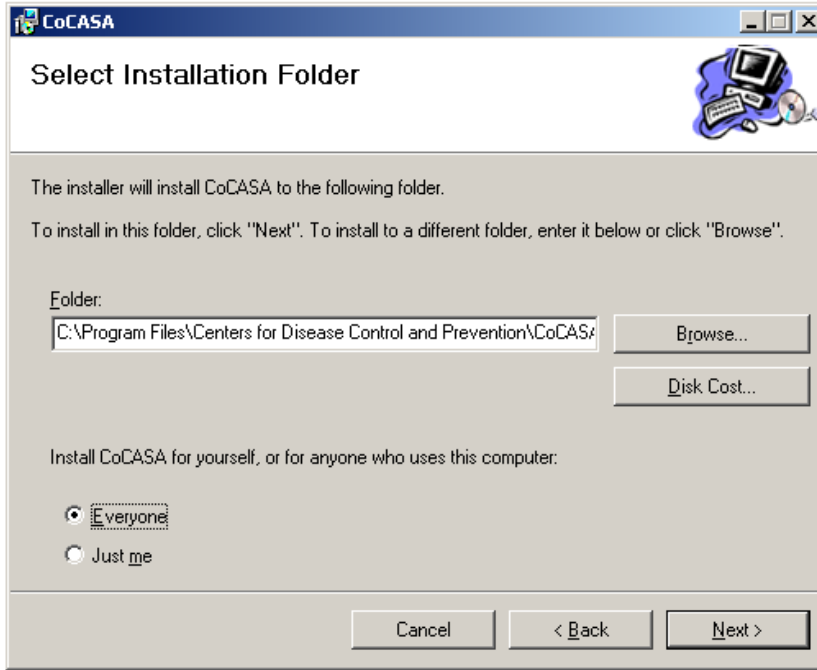 CoCASA
Select Installation Folder
The installer will install CoCASA to the following folder.
To install in this folder, click "Next". To install to a different folder, enter it below or click "Browse".
Folder:
C:\Program Files\Centers for Disease Control and Prevention\CoCASA
Browse...
Disk Cost...
Install CoCASA for yourself, or for anyone who uses this computer:
Everyone
Just me
Cancel
< Back
Next >